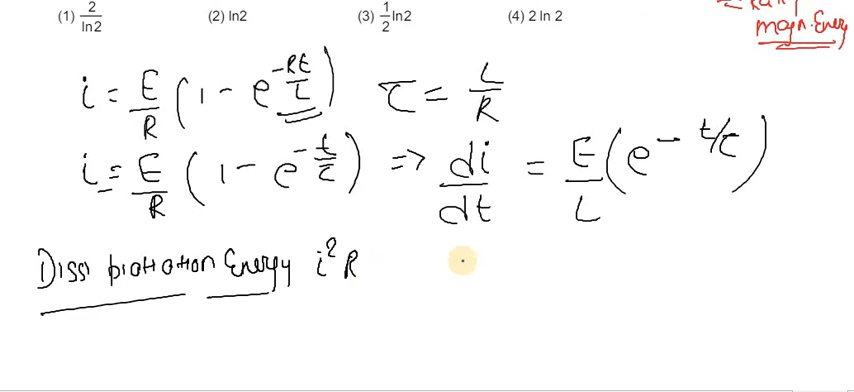 (1) 2/ln2 (2) ln2 (3) 1/2 ln2 (4) 2 ln 2
magn. Energy
i = E/R (1 - e^(-Rt/L)) τ = L/R
i = E/R (1 - e^(-t/τ)) => di/dt = E/L (e^(-t/τ))
Energy i²R